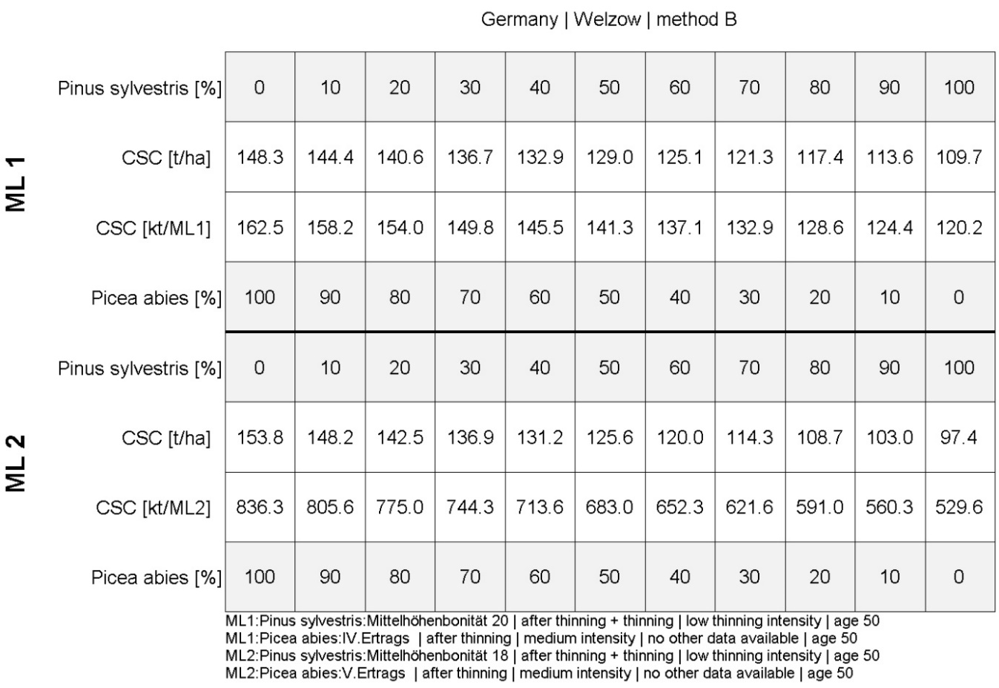 Germany | Welzow | method B
ML 1
Pinus sylvestris [%] 0 10 20 30 40 50 60 70 80 90 100
CSC [t/ha] 148.3 144.4 140.6 136.7 132.9 129.0 125.1 121.3 117.4 113.6 109.7
CSC [kt/ML1] 162.5 158.2 154.0 149.8 145.5 141.3 137.1 132.9 128.6 124.4 120.2
Picea abies [%] 100 90 80 70 60 50 40 30 20 10 0
ML 2
Pinus sylvestris [%] 0 10 20 30 40 50 60 70 80 90 100
CSC [t/ha] 153.8 148.2 142.5 136.9 131.2 125.6 120.0 114.3 108.7 103.0 97.4
CSC [kt/ML2] 836.3 805.6 775.0 744.3 713.6 683.0 652.3 621.6 591.0 560.3 529.6
Picea abies [%] 100 90 80 70 60 50 40 30 20 10 0
ML1:Pinus sylvestris:Mittelhöhenbonität 20 | after thinning + thinning | low thinning intensity | age 50
ML1:Picea abies:IV.Ertrags | after thinning | medium intensity | no other data available | age 50
ML2:Pinus sylvestris:Mittelhöhenbonität 18 | after thinning + thinning | low thinning intensity | age 50
ML2:Picea abies:V.Ertrags | after thinning | medium intensity | no other data available | age 50